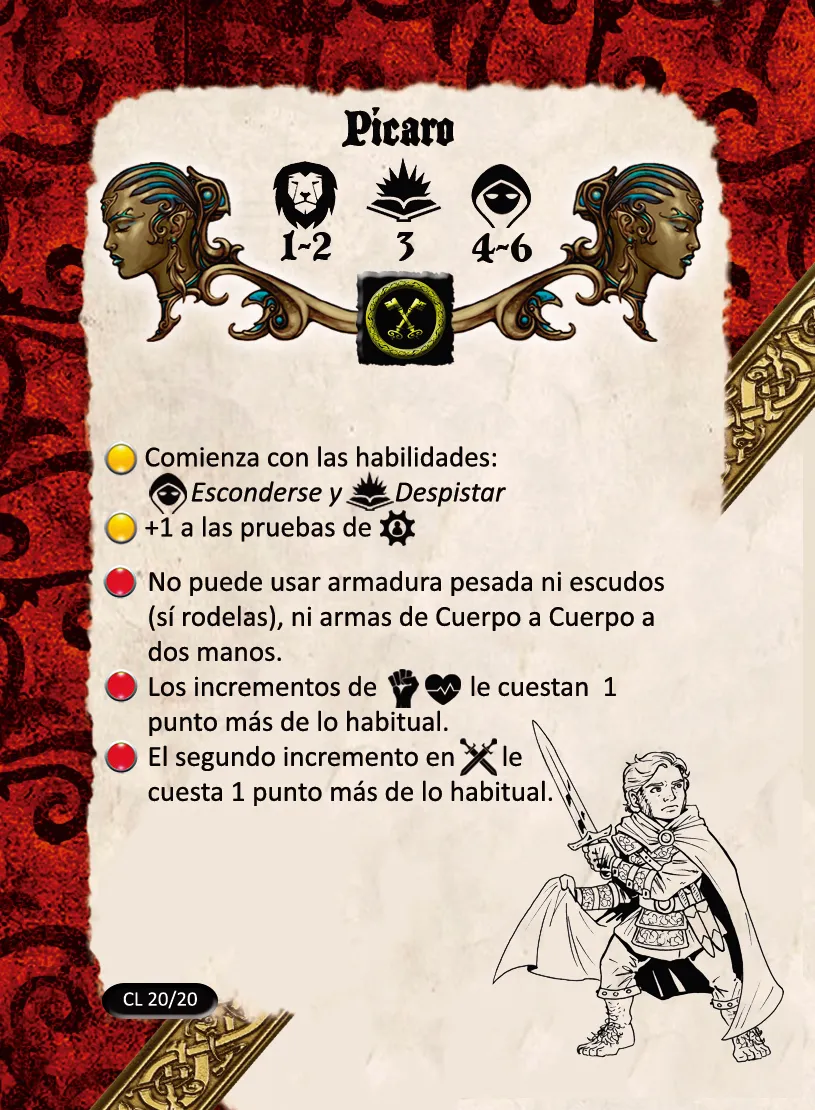 Pícaro
1-2 3 4-6
Comienza con las habilidades:
Esconderse y Despistar
+1 a las pruebas de
No puede usar armadura pesada ni escudos
(sí rodelas), ni armas de Cuerpo a Cuerpo a
dos manos.
Los incrementos de le cuestan 1
punto más de lo habitual.
El segundo incremento en le
cuesta 1 punto más de lo habitual.
CL 20/20